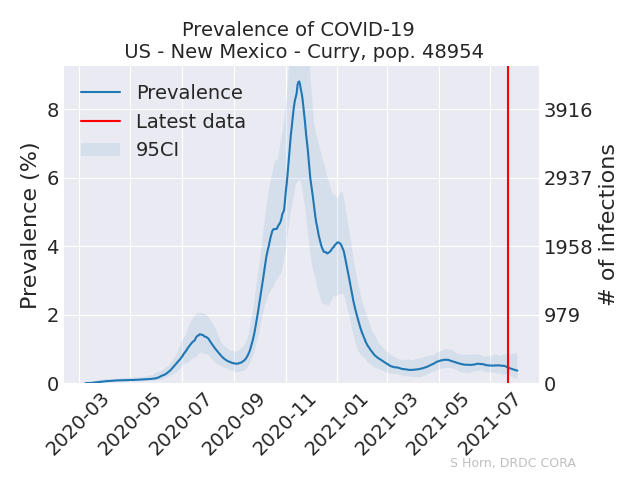 Prevalence of COVID-19
US - New Mexico - Curry, pop. 48954
Prevalence
Latest data
95CI
Prevalence (%)
8
6
4
2
0
3916
2937
1958
979
0
# of infections
2020-03
2020-05
2020-07
2020-09
2020-11
2021-01
2021-03
2021-05
2021-07
S Horn, DRDC CORA